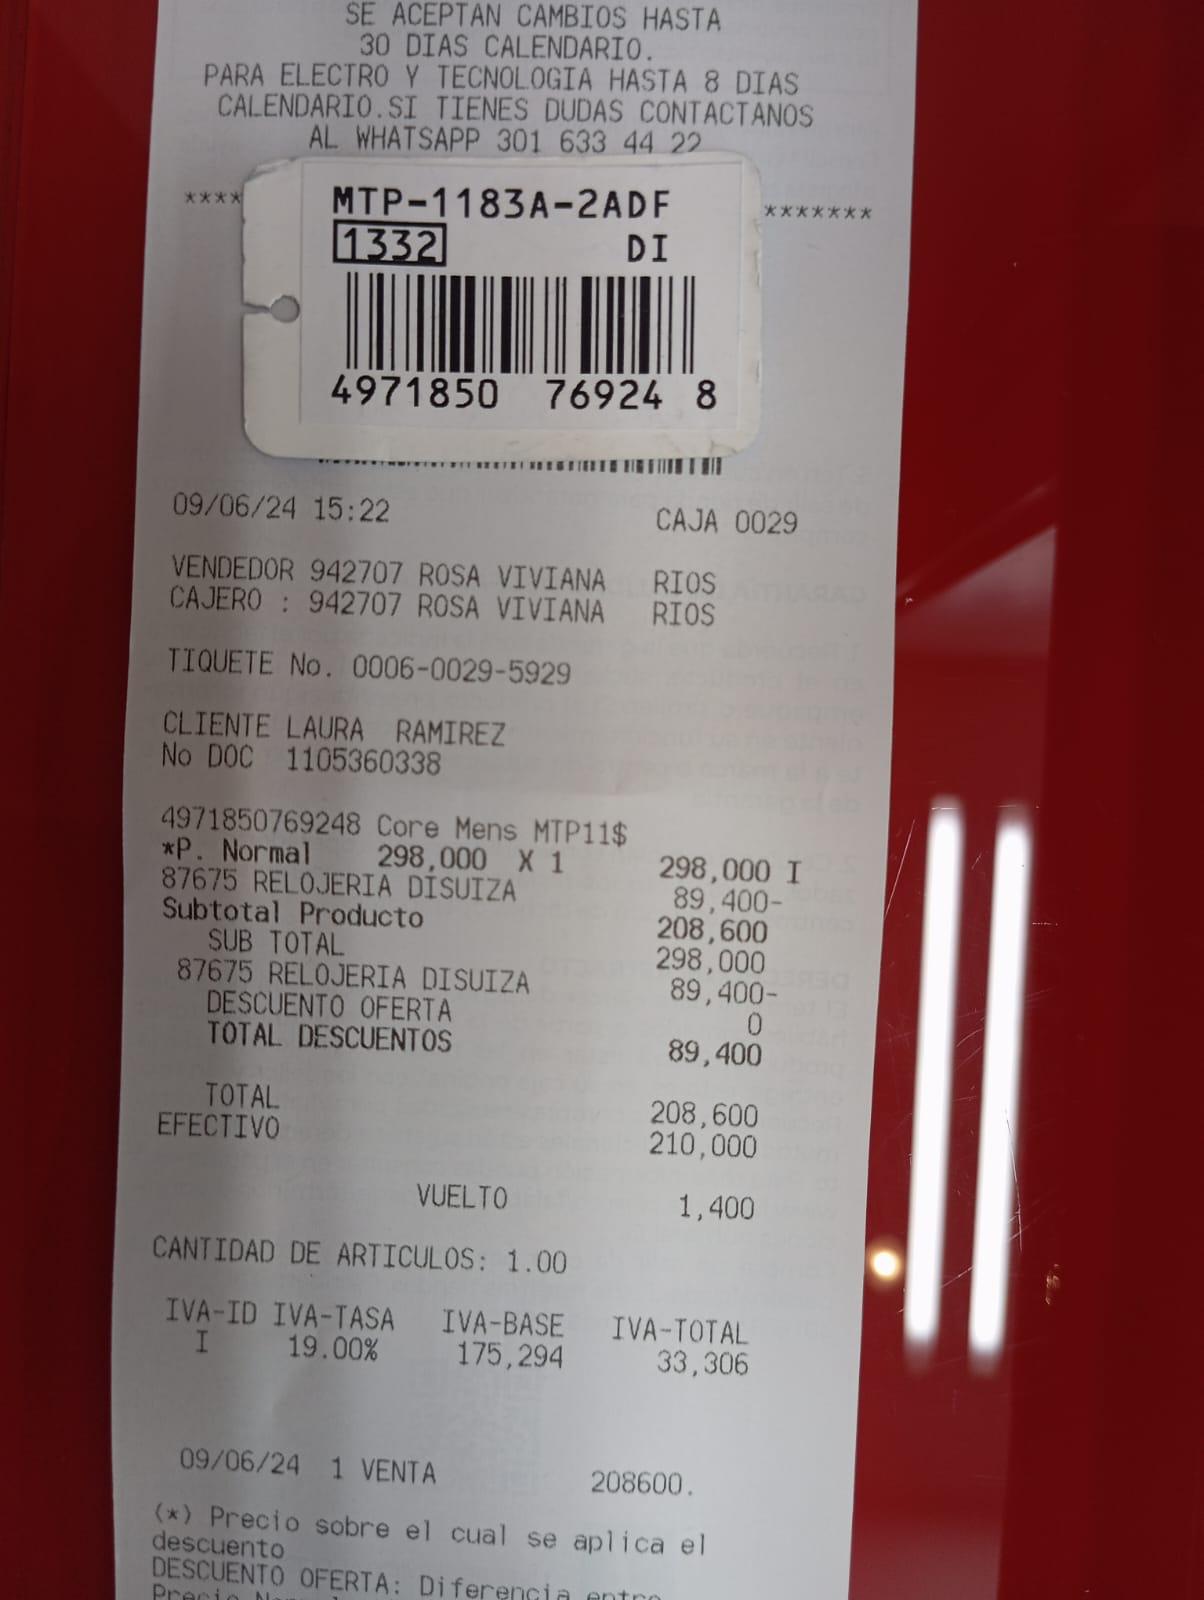 SE ACEPTAN CAMBIOS HASTA
30 DIAS CALENDARIO.
PARA ELECTRO Y TECNOLOGIA HASTA 8 DIAS
CALENDARIO.SI TIENES DUDAS CONTACTANOS
AL WHATSAPP 301 633 44 22
**** *******
MTP-1183A-2ADF
1332 DI
4971850 76924 8
09/06/24 15:22 CAJA 0029
VENDEDOR 942707 ROSA VIVIANA RIOS
CAJERO : 942707 ROSA VIVIANA RIOS
TIQUETE No. 0006-0029-5929
CLIENTE LAURA RAMIREZ
No DOC 1105360338
4971850769248 Core Mens MTP11$
*P. Normal 298,000 X 1 298,000 I
87675 RELOJERIA DISUIZA 89,400-
Subtotal Producto 208,600
SUB TOTAL 298,000
87675 RELOJERIA DISUIZA 89,400-
DESCUENTO OFERTA 0
TOTAL DESCUENTOS 89,400
TOTAL 208,600
EFECTIVO 210,000
VUELTO 1,400
CANTIDAD DE ARTICULOS: 1.00
IVA-ID IVA-TASA IVA-BASE IVA-TOTAL
I 19.00% 175,294 33,306
09/06/24 1 VENTA 208600.
(*) Precio sobre el cual se aplica el
descuento
DESCUENTO OFERTA: Diferencia entre
Precio